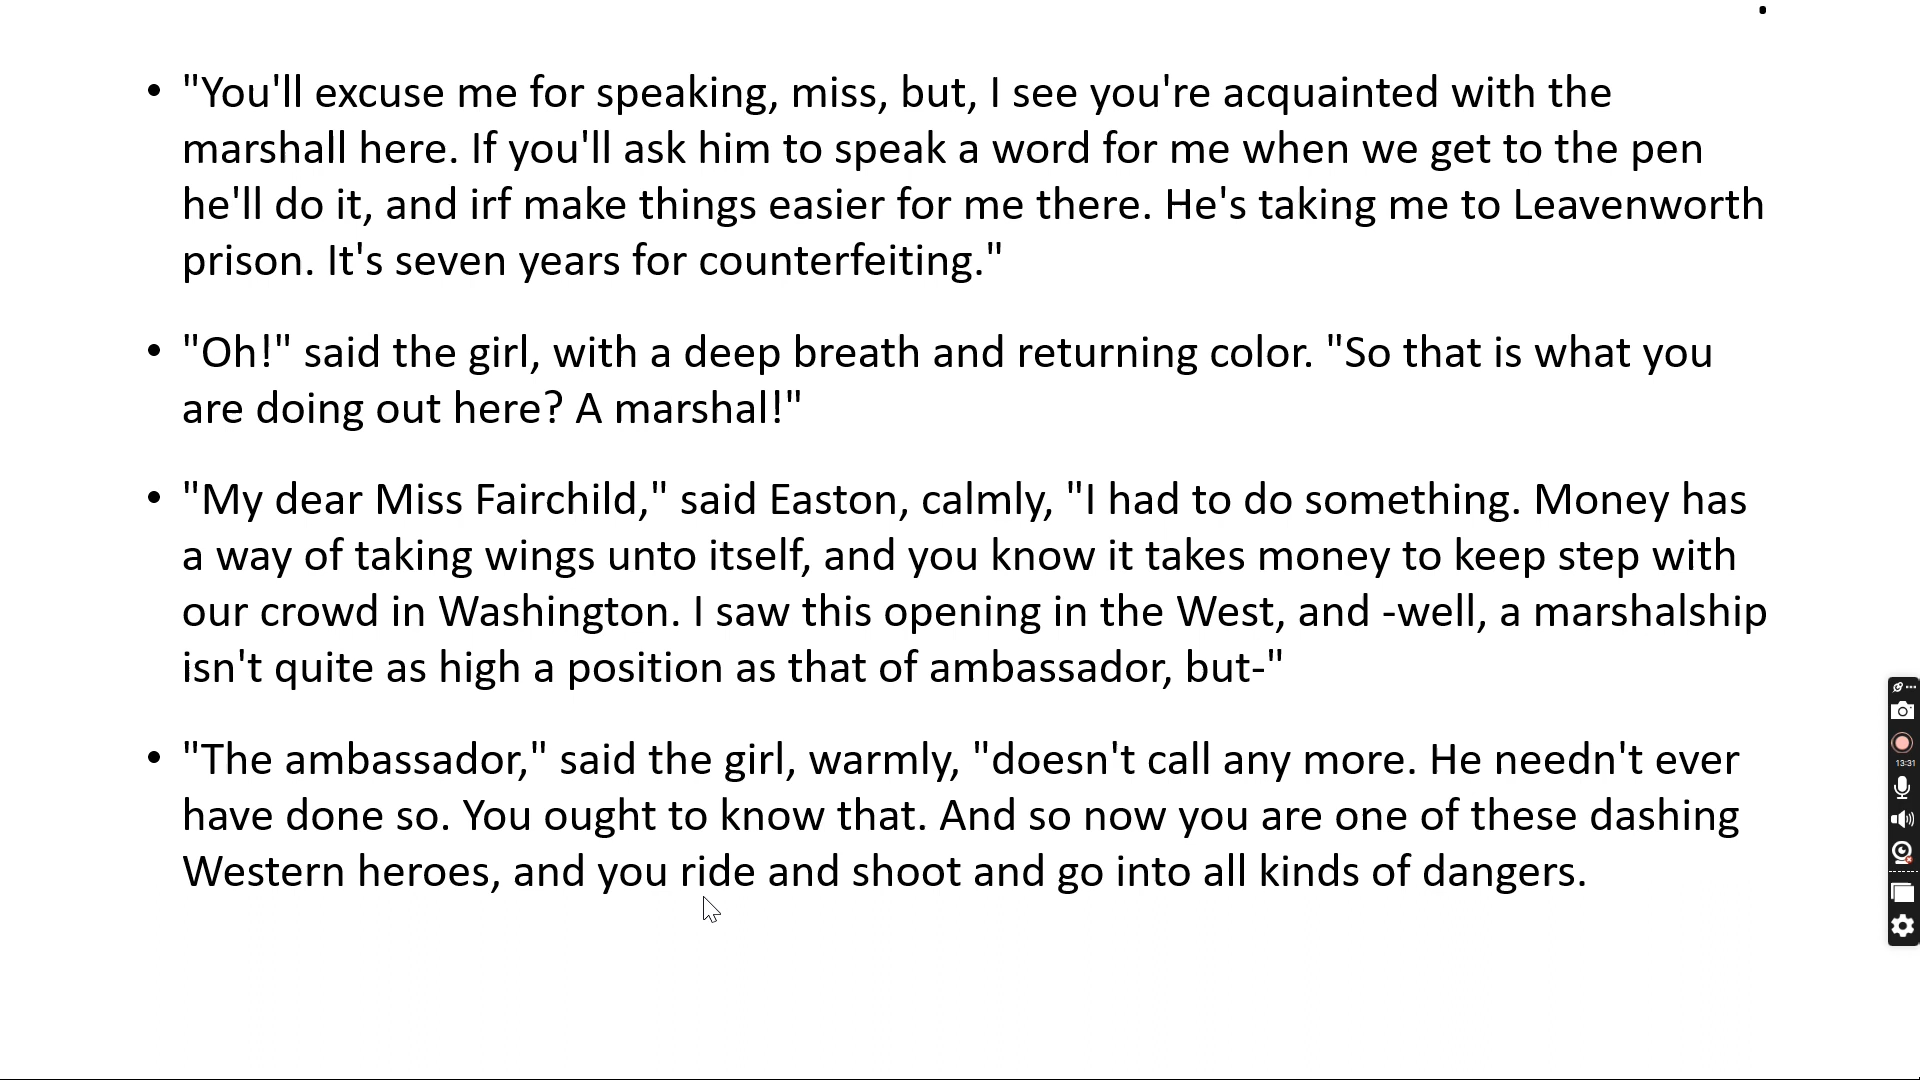 • "You'll excuse me for speaking, miss, but, I see you're acquainted with the
marshall here. If you'll ask him to speak a word for me when we get to the pen
he'll do it, and irf make things easier for me there. He's taking me to Leavenworth
prison. It's seven years for counterfeiting."
• "Oh!" said the girl, with a deep breath and returning color. "So that is what you
are doing out here? A marshal!"
• "My dear Miss Fairchild," said Easton, calmly, "I had to do something. Money has
a way of taking wings unto itself, and you know it takes money to keep step with
our crowd in Washington. I saw this opening in the West, and -well, a marshalship
isn't quite as high a position as that of ambassador, but-"
• "The ambassador," said the girl, warmly, "doesn't call any more. He needn't ever
have done so. You ought to know that. And so now you are one of these dashing
Western heroes, and you ride and shoot and go into all kinds of dangers.
13:31